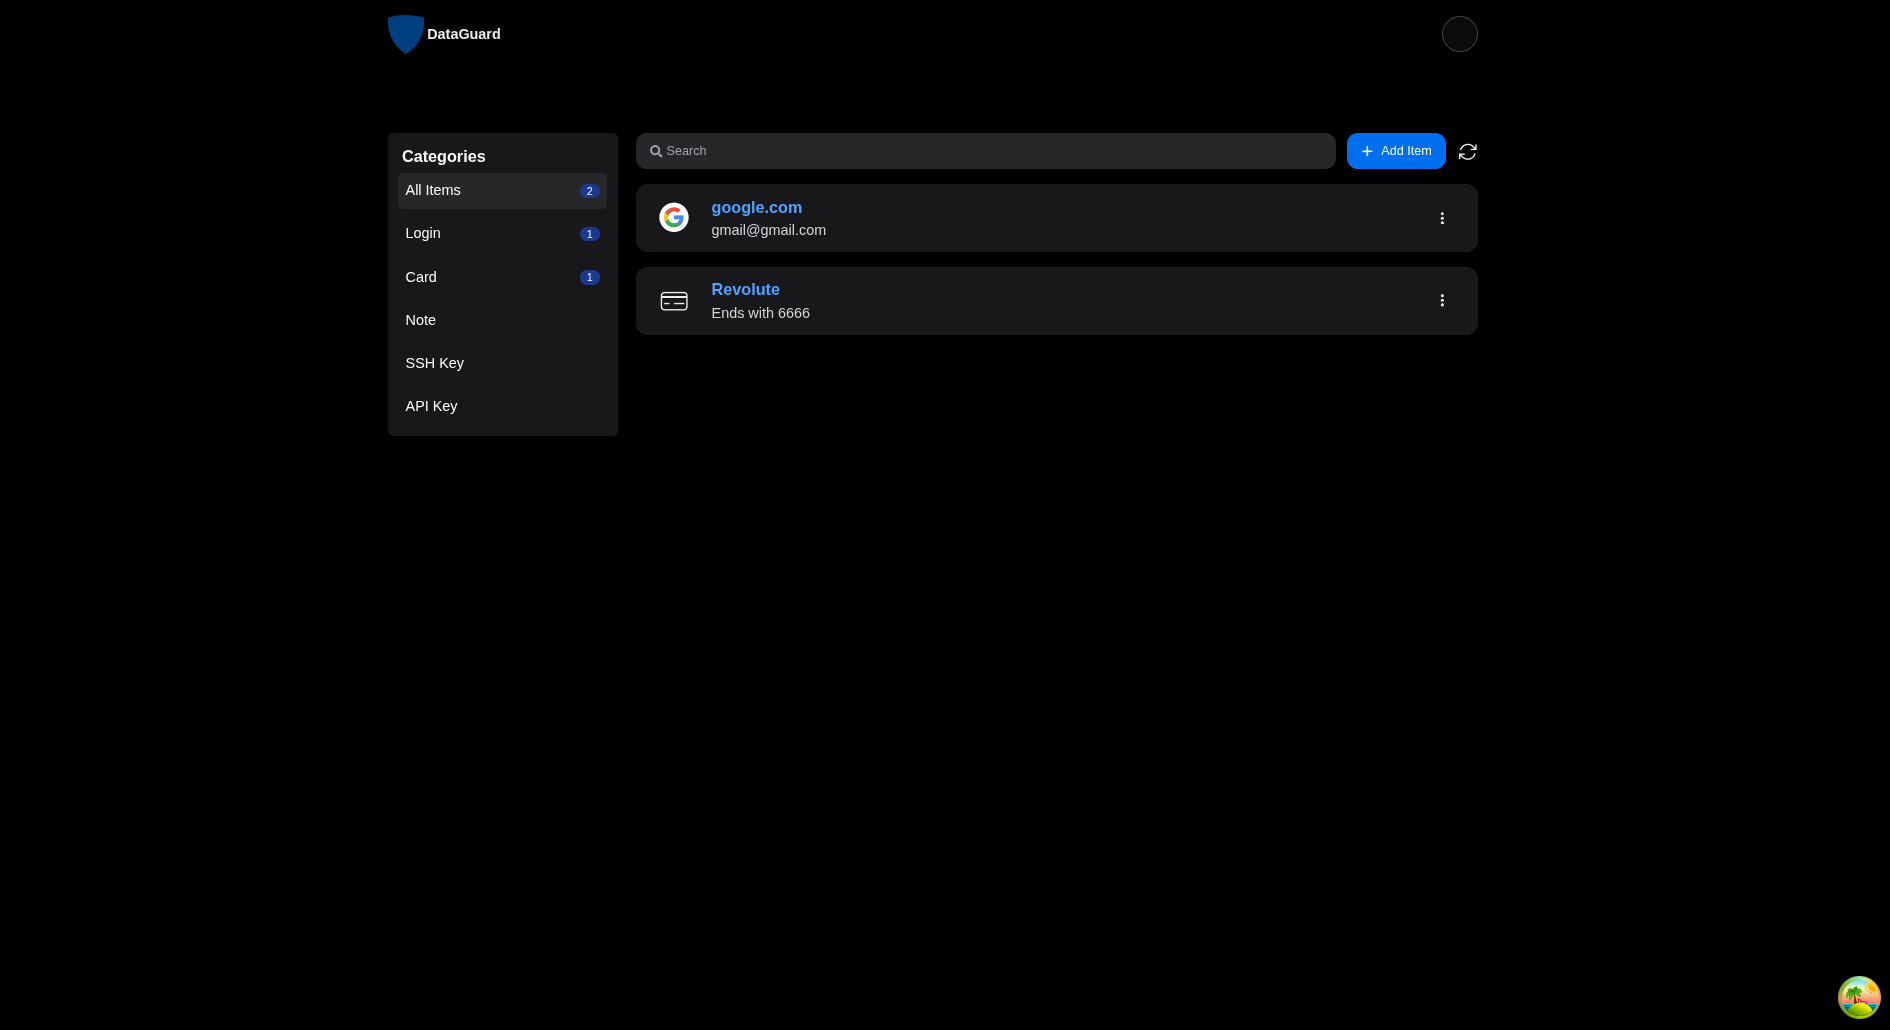 DataGuard
Categories
All Items 2
Login 1
Card 1
Note
SSH Key
API Key
Search
Add Item
google.com
gmail@gmail.com
Revolute
Ends with 6666